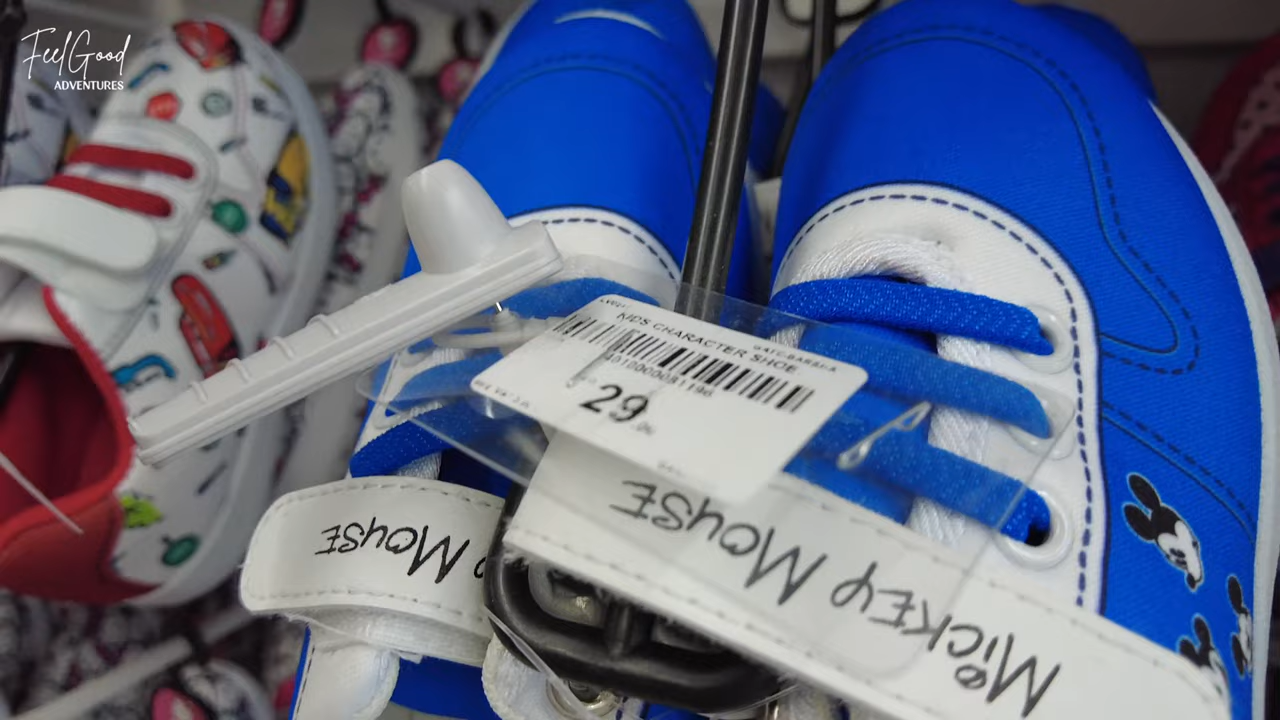 FeelGood
ADVENTURES
KIDS CHARACTER SHOE
29
Mickey Mouse
Mouse